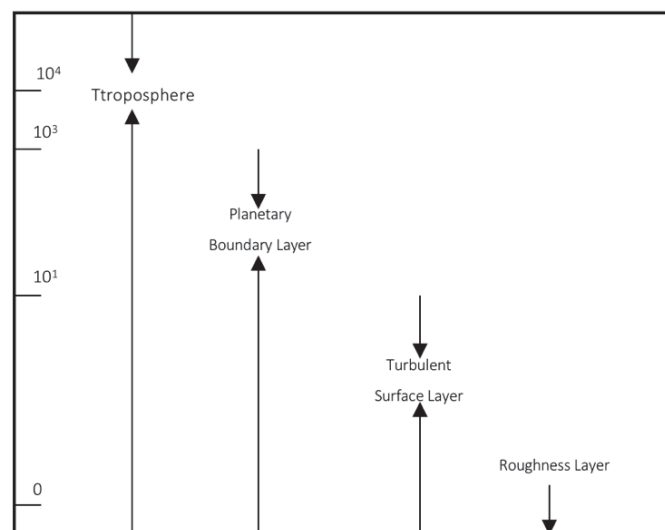 10⁴
Ttroposphere
10³
Planetary
Boundary Layer
10¹
Turbulent
Surface Layer
Roughness Layer
0